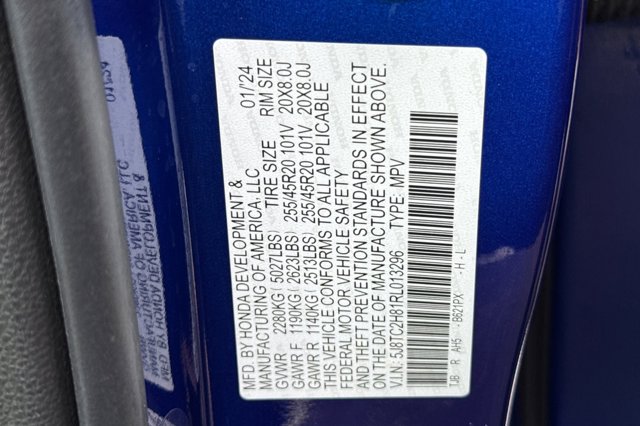 MFD. BY HONDA DEVELOPMENT &
MANUFACTURING OF AMERICA, LLC 01/'24
GVWR 2280KG ( 5027LBS) TIRE SIZE RIM SIZE
GAWR F 1190KG ( 2623LBS) 255/45R20 101V 20X8.0J
GAWR R 1140KG ( 2513LBS) 255/45R20 101V 20X8.0J
THIS VEHICLE CONFORMS TO ALL APPLICABLE
FEDERAL MOTOR VEHICLE SAFETY
AND THEFT PREVENTION STANDARDS IN EFFECT
ON THE DATE OF MANUFACTURE SHOWN ABOVE.
V.I.N: 5J8TC2H81RL013296 TYPE: MPV
TJB R AH5 -B621PX -H-L